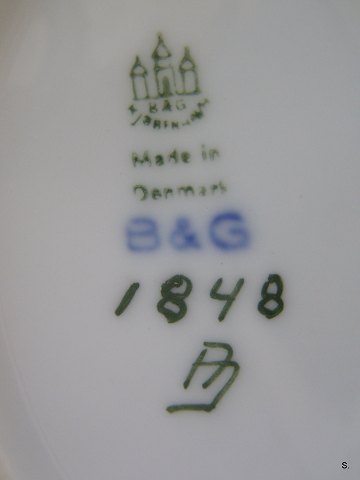 B&G
KJØBENHAVN
Made in
Denmark
B&G
1848
S.